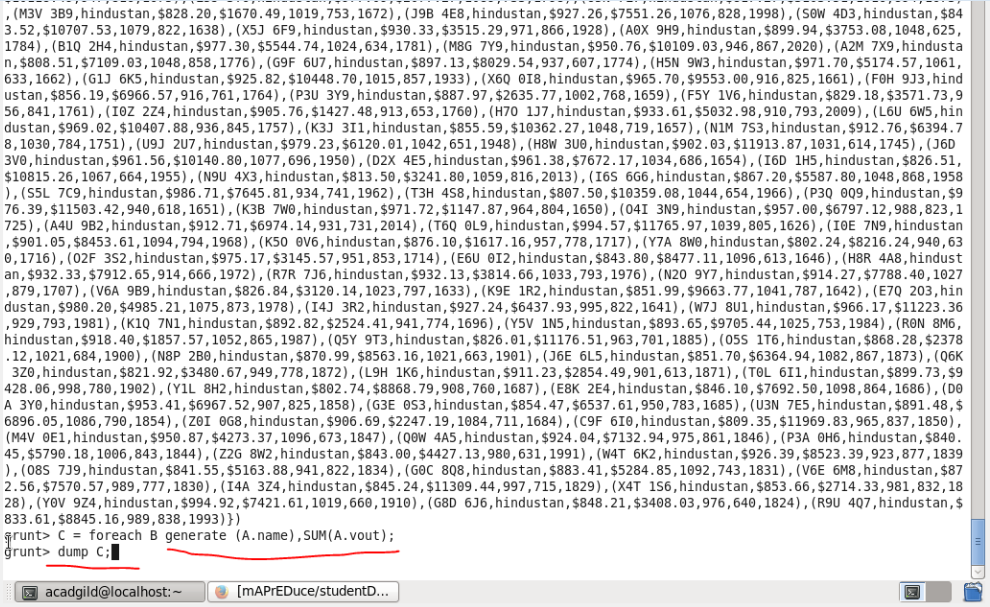 ,(M3V 3B9,hindustan,$828.20,$1670.49,1019,753,1672),(J9B 4E8,hindustan,$927.26,$7551.26,1076,828,1998),(S0W 4D3,hindustan,$84
3.52,$10707.53,1079,822,1638),(X5J 6F9,hindustan,$930.33,$3515.29,971,866,1928),(A0X 9H9,hindustan,$899.94,$3753.08,1048,625,
1784),(B1Q 2H4,hindustan,$977.30,$5544.74,1024,634,1781),(M8G 7Y9,hindustan,$950.76,$10109.03,946,867,2020),(A2M 7X9,hindusta
n,$808.51,$7109.03,1048,858,1776),(G9F 6U7,hindustan,$897.13,$8029.54,937,607,1774),(H5N 9W3,hindustan,$971.70,$5174.57,1061,
633,1662),(G1J 6K5,hindustan,$925.82,$10448.70,1015,857,1933),(X6Q 0I8,hindustan,$965.70,$9553.00,916,825,1661),(F0H 9J3,hind
ustan,$856.19,$6966.57,916,761,1764),(P3U 3Y9,hindustan,$887.97,$2635.77,1002,768,1659),(F5Y 1V6,hindustan,$829.18,$3571.73,9
56,841,1761),(I0Z 2Z4,hindustan,$905.76,$1427.48,913,653,1760),(H7O 1J7,hindustan,$933.61,$5032.98,910,793,2009),(L6U 6W5,hin
dustan,$969.02,$10407.88,936,845,1757),(K3J 3I1,hindustan,$855.59,$10362.27,1048,719,1657),(N1M 7S3,hindustan,$912.76,$6394.7
8,1030,784,1751),(U9J 2U7,hindustan,$979.23,$6120.01,1042,651,1948),(H8W 3U0,hindustan,$902.03,$11913.87,1031,614,1745),(J6D
3V0,hindustan,$961.56,$10140.80,1077,696,1950),(D2X 4E5,hindustan,$961.38,$7672.17,1034,686,1654),(I6D 1H5,hindustan,$826.51,
$10815.26,1067,664,1955),(N9U 4X3,hindustan,$813.50,$3241.80,1059,816,2013),(I6S 6G6,hindustan,$867.20,$5587.80,1048,868,1958
),(S5L 7C9,hindustan,$986.71,$7645.81,934,741,1962),(T3H 4S8,hindustan,$807.50,$10359.08,1044,654,1966),(P3Q 0Q9,hindustan,$9
76.39,$11503.42,940,618,1651),(K3B 7W0,hindustan,$971.72,$1147.87,964,804,1650),(O4I 3N9,hindustan,$957.00,$6797.12,988,823,1
725),(A4U 9B2,hindustan,$912.71,$6974.14,931,731,2014),(T6Q 0L9,hindustan,$994.57,$11765.97,1039,805,1626),(I0E 7N9,hindustan
,$901.05,$8453.61,1094,794,1968),(K5O 0V6,hindustan,$876.10,$1617.16,957,778,1717),(Y7A 8W0,hindustan,$802.24,$8216.24,940,63
0,1716),(O2F 3S2,hindustan,$975.17,$3145.57,951,853,1714),(E6U 0I2,hindustan,$843.80,$8477.11,1096,613,1646),(H8R 4A8,hindust
an,$932.33,$7912.65,914,666,1972),(R7R 7J6,hindustan,$932.13,$3814.66,1033,793,1976),(N2O 9Y7,hindustan,$914.27,$7788.40,1027
,879,1707),(V6A 9B9,hindustan,$826.84,$3120.14,1023,797,1633),(K9E 1R2,hindustan,$851.99,$9663.77,1041,787,1642),(E7Q 2O3,hin
dustan,$980.20,$4985.21,1075,873,1978),(I4J 3R2,hindustan,$927.24,$6437.93,995,822,1641),(W7J 8U1,hindustan,$966.17,$11223.36
,929,793,1981),(K1Q 7N1,hindustan,$892.82,$2524.41,941,774,1696),(Y5V 1N5,hindustan,$893.65,$9705.44,1025,753,1984),(R0N 8M6,
hindustan,$918.40,$1857.57,1052,865,1987),(Q5Y 9T3,hindustan,$826.01,$11176.51,963,701,1885),(O5S 1T6,hindustan,$868.28,$2378
.12,1021,684,1900),(N8P 2B0,hindustan,$870.99,$8563.16,1021,663,1901),(J6E 6L5,hindustan,$851.70,$6364.94,1082,867,1873),(Q6K
3Z0,hindustan,$821.92,$3480.67,949,778,1872),(L9H 1K6,hindustan,$911.23,$2854.49,901,613,1871),(T0L 6I1,hindustan,$899.73,$9
428.06,998,780,1902),(Y1L 8H2,hindustan,$802.74,$8868.79,908,760,1687),(E8K 2E4,hindustan,$846.10,$7692.50,1098,864,1686),(D0
A 3Y0,hindustan,$953.41,$6967.52,907,825,1858),(G3E 0S3,hindustan,$854.47,$6537.61,950,783,1685),(U3N 7E5,hindustan,$891.48,$
6896.05,1086,790,1854),(Z0I 0G8,hindustan,$906.69,$2247.19,1084,711,1684),(C9F 6I0,hindustan,$809.35,$11969.83,965,837,1850),
(M4V 0E1,hindustan,$950.87,$4273.37,1096,673,1847),(Q0W 4A5,hindustan,$924.04,$7132.94,975,861,1846),(P3A 0H6,hindustan,$840.
45,$5790.18,1006,843,1844),(Z2G 8W2,hindustan,$843.00,$4427.13,980,631,1991),(W4T 6K2,hindustan,$926.39,$8523.39,923,877,1839
),(O8S 7J9,hindustan,$841.55,$5163.88,941,822,1834),(G0C 8Q8,hindustan,$883.41,$5284.85,1092,743,1831),(V6E 6M8,hindustan,$87
2.56,$7570.57,989,777,1830),(I4A 3Z4,hindustan,$845.24,$11309.44,997,715,1829),(X4T 1S6,hindustan,$853.66,$2714.33,981,832,18
28),(Y0V 9Z4,hindustan,$994.92,$7421.61,1019,660,1910),(G8D 6J6,hindustan,$848.21,$3408.03,976,640,1824),(R9U 4Q7,hindustan,$
833.61,$8845.16,989,838,1993)})
grunt> C = foreach B generate (A.name),SUM(A.vout);
grunt> dump C;
acadgild@localhost:~
[mAPrEDuce/studentD...